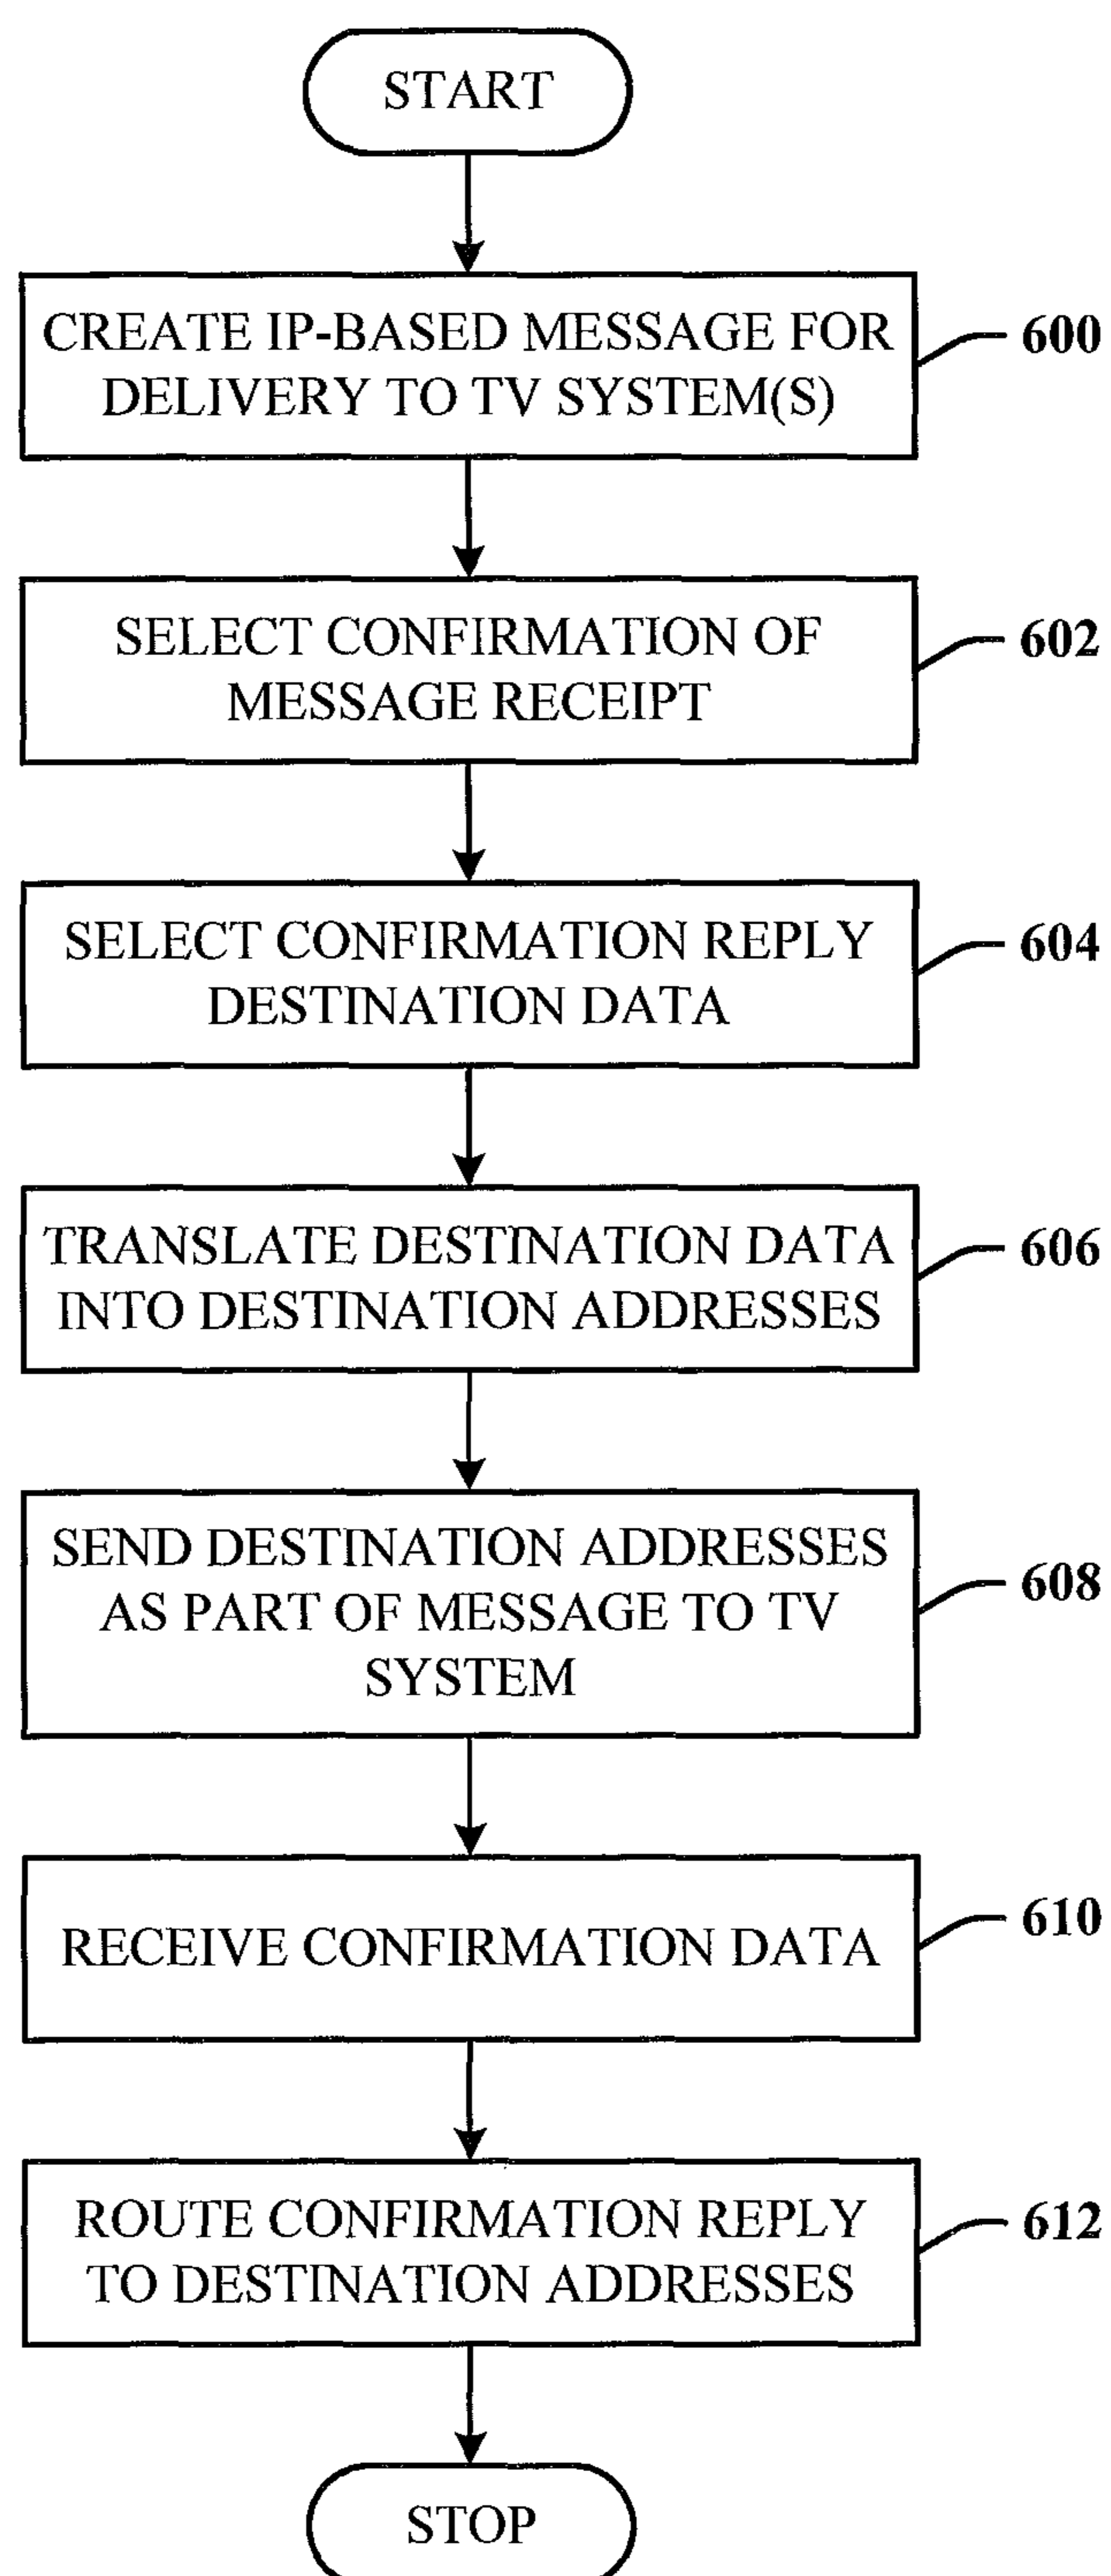 START
CREATE IP-BASED MESSAGE FOR
DELIVERY TO TV SYSTEM(S)
600
SELECT CONFIRMATION OF
MESSAGE RECEIPT
602
SELECT CONFIRMATION REPLY
DESTINATION DATA
604
TRANSLATE DESTINATION DATA
INTO DESTINATION ADDRESSES
606
SEND DESTINATION ADDRESSES
AS PART OF MESSAGE TO TV
SYSTEM
608
RECEIVE CONFIRMATION DATA
610
ROUTE CONFIRMATION REPLY
TO DESTINATION ADDRESSES
612
STOP